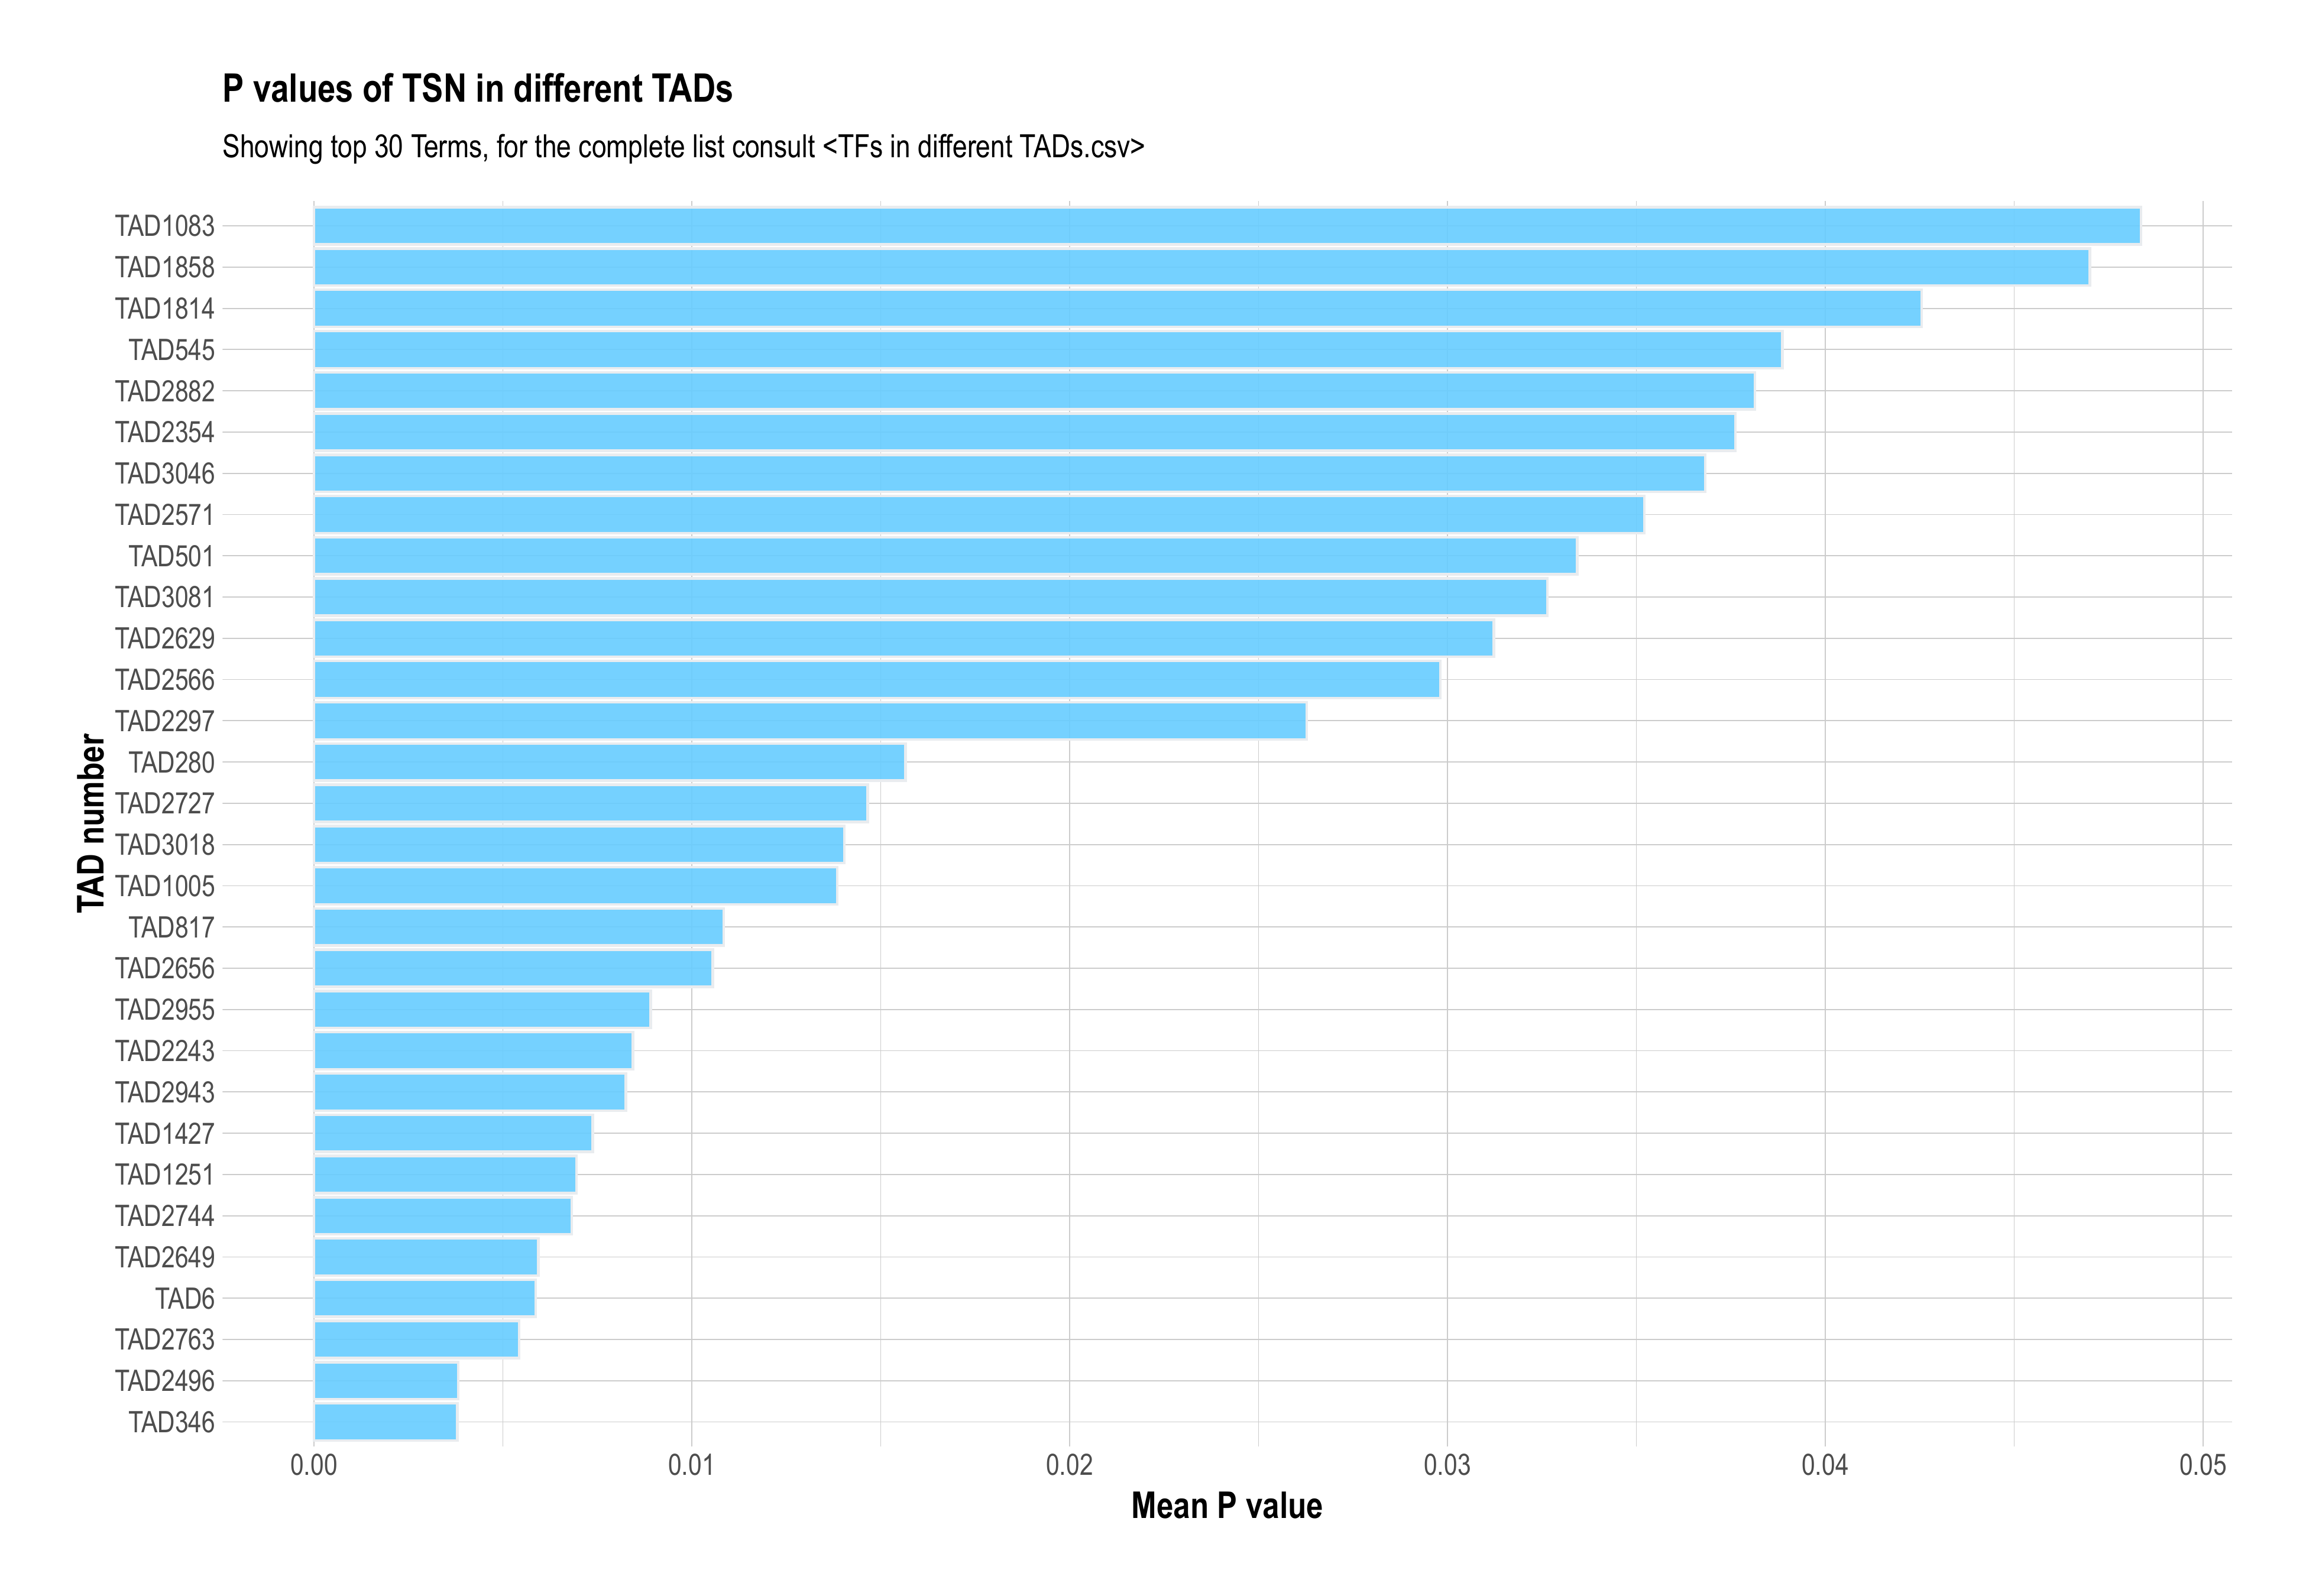 P values of TSN in different TADs
Showing top 30 Terms, for the complete list consult <TFs in different TADs.csv>
TAD number
TAD1083
TAD1858
TAD1814
TAD545
TAD2882
TAD2354
TAD3046
TAD2571
TAD501
TAD3081
TAD2629
TAD2566
TAD2297
TAD280
TAD2727
TAD3018
TAD1005
TAD817
TAD2656
TAD2955
TAD2243
TAD2943
TAD1427
TAD1251
TAD2744
TAD2649
TAD6
TAD2763
TAD2496
TAD346
0.00 0.01 0.02 0.03 0.04 0.05
Mean P value